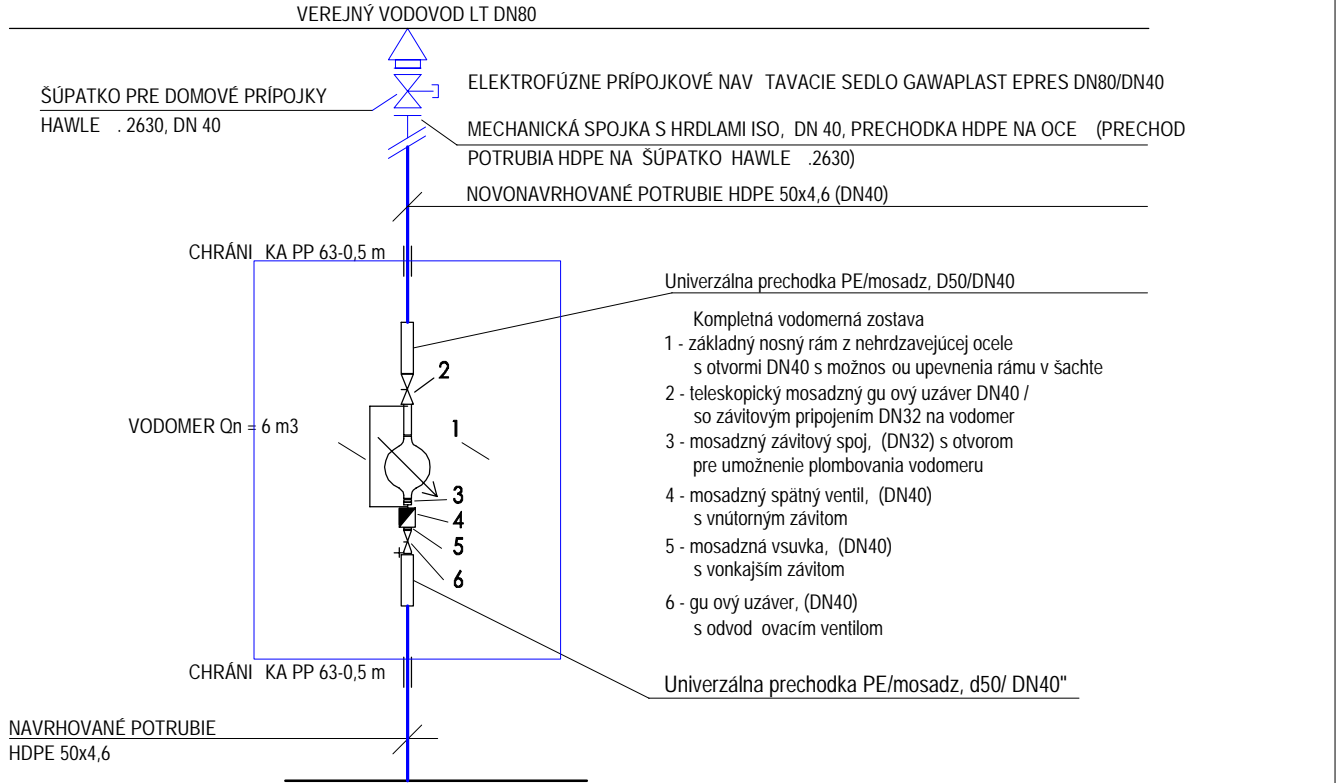 VEREJNÝ VODOVOD LT DN80
ELEKTROFÚZNE PRÍPOJKOVÉ NAV TAVACIE SEDLO GAWAPLAST EPRES DN80/DN40
ŠÚPATKO PRE DOMOVÉ PRÍPOJKY
HAWLE . 2630, DN 40
MECHANICKÁ SPOJKA S HRDLAMI ISO, DN 40, PRECHODKA HDPE NA OCE (PRECHOD
POTRUBIA HDPE NA ŠÚPATKO HAWLE .2630)
NOVONAVRHOVANÉ POTRUBIE HDPE 50x4,6 (DN40)
CHRÁNI KA PP 63-0,5 m
Univerzálna prechodka PE/mosadz, D50/DN40
Kompletná vodomerná zostava
1 - základný nosný rám z nehrdzavejúcej ocele
s otvormi DN40 s možnos ou upevnenia rámu v šachte
2 - teleskopický mosadzný gu ový uzáver DN40 /
so závitovým pripojením DN32 na vodomer
3 - mosadzný závitový spoj, (DN32) s otvorom
pre umožnenie plombovania vodomeru
4 - mosadzný spätný ventil, (DN40)
s vnútorným závitom
5 - mosadzná vsuvka, (DN40)
s vonkajším závitom
6 - gu ový uzáver, (DN40)
s odvod ovacím ventilom
VODOMER Qn = 6 m3
2
1
3
4
5
6
CHRÁNI KA PP 63-0,5 m
Univerzálna prechodka PE/mosadz, d50/ DN40"
NAVRHOVANÉ POTRUBIE
HDPE 50x4,6